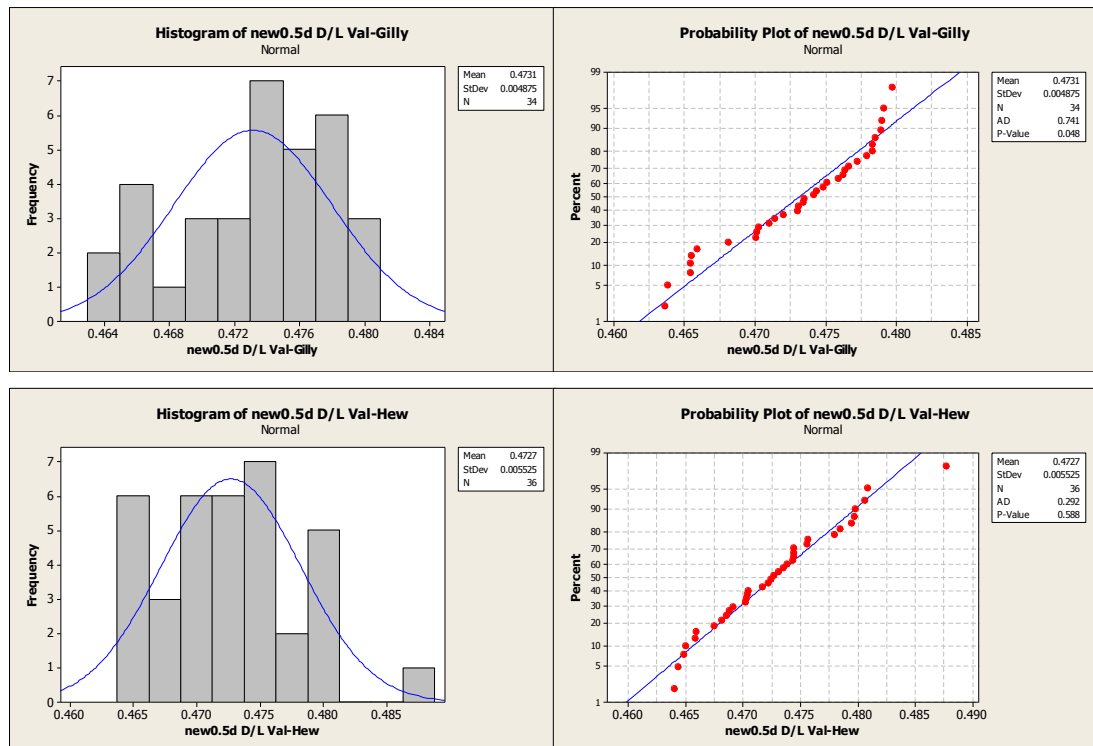 Histogram of new0.5d D/L Val-Gilly
Normal
Mean 0.4731
StDev 0.004875
N 34
Frequency
7
6
5
4
3
2
1
0
0.464 0.468 0.472 0.476 0.480 0.484
new0.5d D/L Val-Gilly
Probability Plot of new0.5d D/L Val-Gilly
Normal
Mean 0.4731
StDev 0.004875
N 34
AD 0.741
P-Value 0.048
Percent
99
95
90
80
70
60
50
40
30
20
10
5
1
0.460 0.465 0.470 0.475 0.480 0.485
new0.5d D/L Val-Gilly
Histogram of new0.5d D/L Val-Hew
Normal
Mean 0.4727
StDev 0.005525
N 36
Frequency
7
6
5
4
3
2
1
0
0.460 0.465 0.470 0.475 0.480 0.485
new0.5d D/L Val-Hew
Probability Plot of new0.5d D/L Val-Hew
Normal
Mean 0.4727
StDev 0.005525
N 36
AD 0.292
P-Value 0.588
Percent
99
95
90
80
70
60
50
40
30
20
10
5
1
0.460 0.465 0.470 0.475 0.480 0.485 0.490
new0.5d D/L Val-Hew